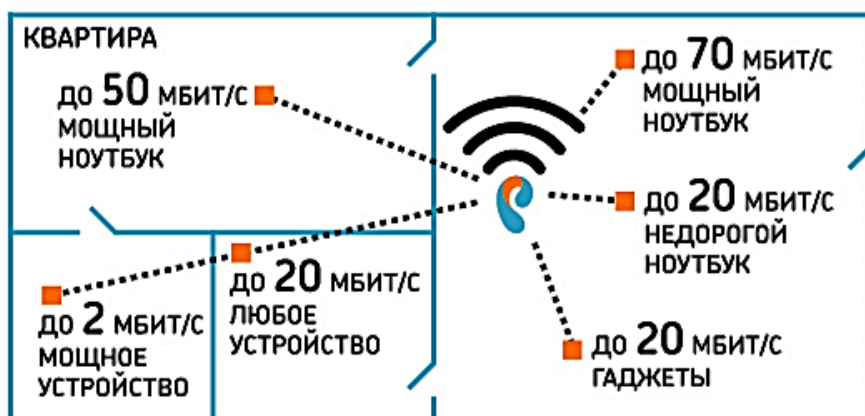 КВАРТИРА
ДО 50 МБИТ/С
МОЩНЫЙ
НОУТБУК
ДО 70 МБИТ/С
МОЩНЫЙ
НОУТБУК
ДО 20 МБИТ/С
НЕДОРОГОЙ
НОУТБУК
ДО 2 МБИТ/С
МОЩНОЕ
УСТРОЙСТВО
ДО 20 МБИТ/С
ЛЮБОЕ
УСТРОЙСТВО
ДО 20 МБИТ/С
ГАДЖЕТЫ